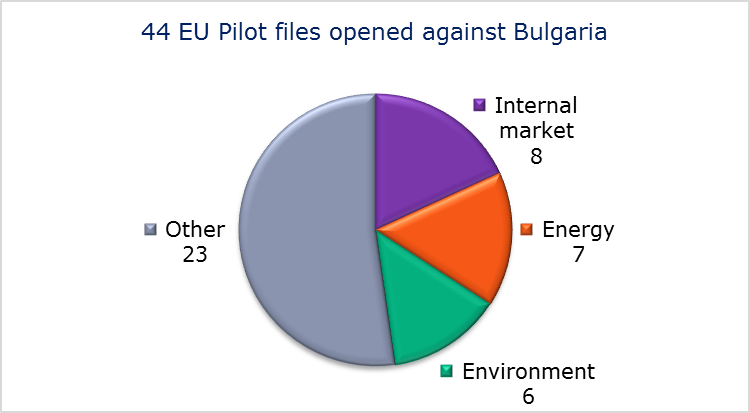 44 EU Pilot files opened against Bulgaria
Internal
market
8
Other
23
Energy
7
Environment
6